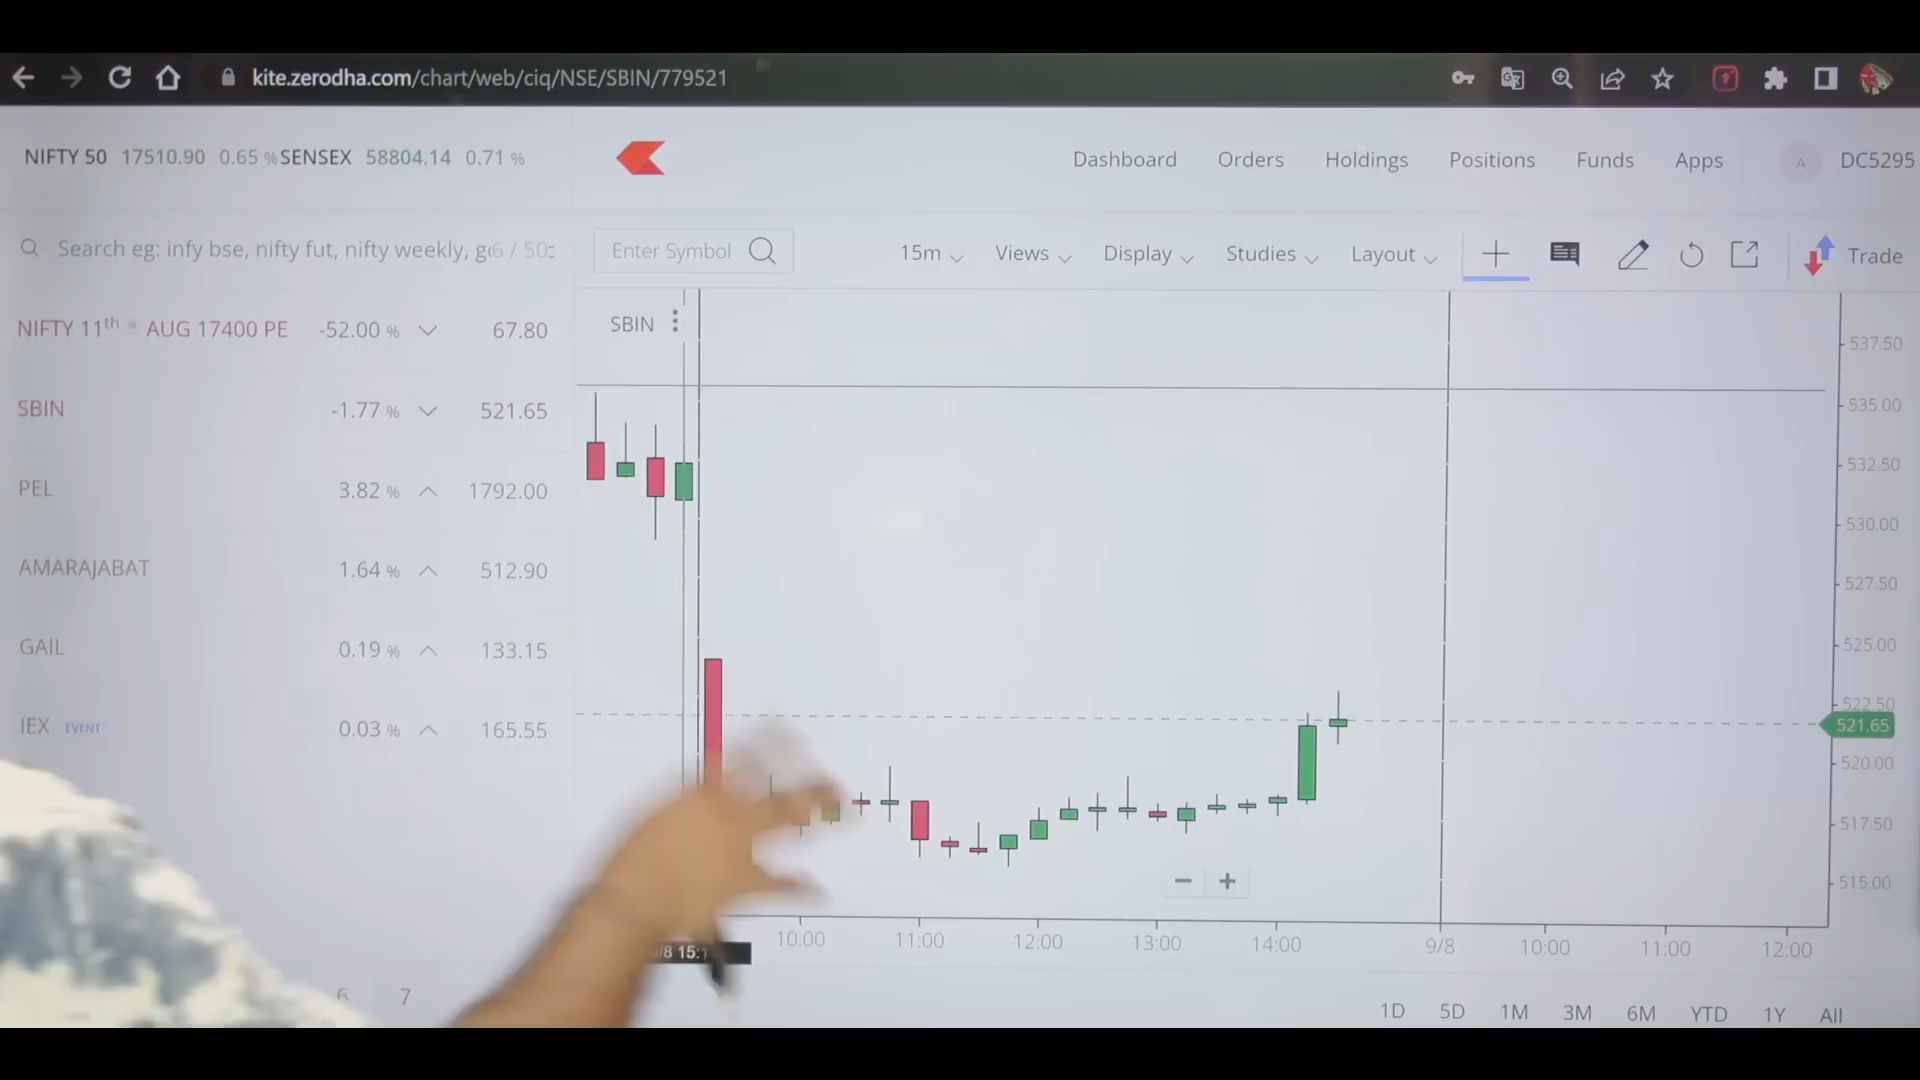 kite.zerodha.com/chart/web/ciq/NSE/SBIN/779521
NIFTY 50 17510.90 0.65 % SENSEX 58804.14 0.71 %
Dashboard Orders Holdings Positions Funds Apps A DC5295
Search eg: infy bse, nifty fut, nifty weekly, 6 / 50
Enter Symbol 15m Views Display Studies Layout Trade
NIFTY 11th W AUG 17400 PE -52.00 % 67.80
SBIN -1.77 % 521.65
PEL 3.82 % 1792.00
AMARAJABAT 1.64 % 512.90
GAIL 0.19 % 133.15
IEX EVENT 0.03 % 165.55
6 7
SBIN
537.50
535.00
532.50
530.00
527.50
525.00
522.50
521.65
520.00
517.50
515.00
/8 15:1
10:00 11:00 12:00 13:00 14:00 9/8 10:00 11:00 12:00
1D 5D 1M 3M 6M YTD 1Y All